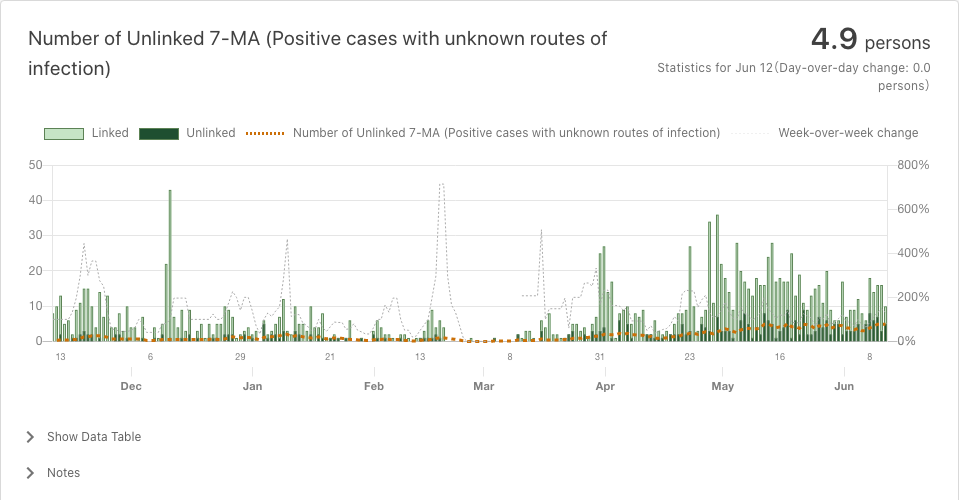 Number of Unlinked 7-MA (Positive cases with unknown routes of
infection)
4.9 persons
Statistics for Jun 12(Day-over-day change: 0.0
persons)
Linked
Unlinked
Number of Unlinked 7-MA (Positive cases with unknown routes of infection)
Week-over-week change
50
40
30
20
10
0
800%
600%
400%
200%
0%
13 6 29 21 13 8 31 23 16 8
Dec Jan Feb Mar Apr May Jun
Show Data Table
Notes